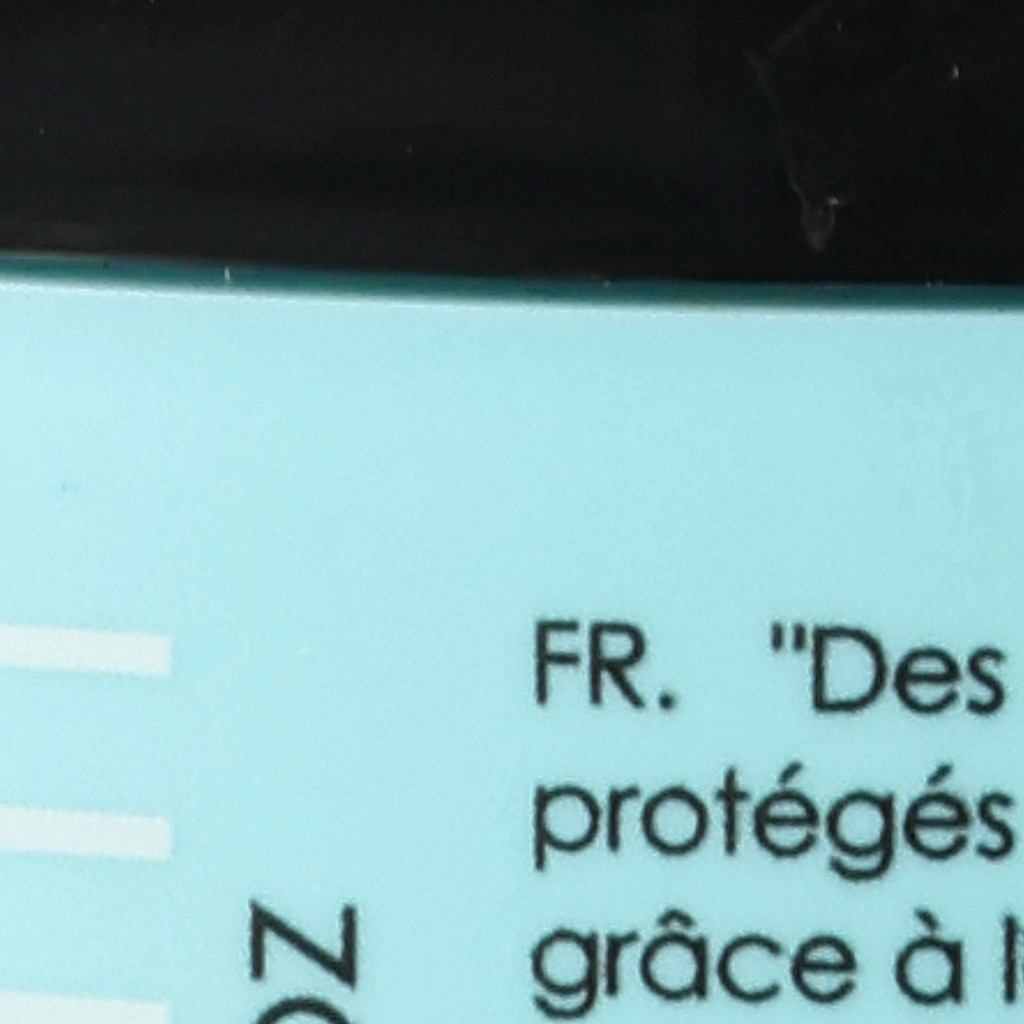 FR. "Des
protégés
grâce à